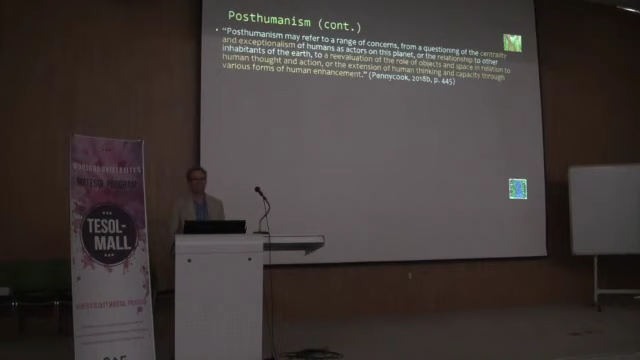 Posthumanism (cont.)
• "Posthumanism may refer to a range of concerns, from a questioning of the centrality
and exceptionalism of humans as actors on this planet, or the relationship to other
inhabitants of the earth, to a reevaluation of the role of objects and space in relation to
human thought and action, or the extension of human thinking and capacity through
various forms of human enhancement." (Pennycook, 2018b, p. 445)
TESOL-
MALL